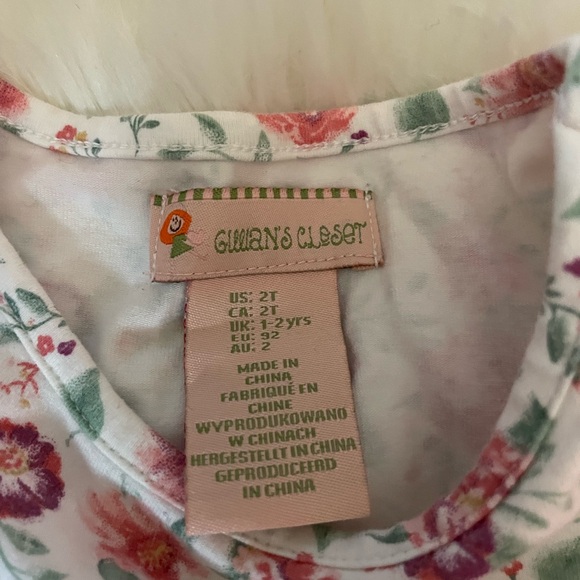 GILLIAN'S CLOSET
US: 2T
CA: 2T
UK: 1-2yrs
EU: 92
AU: 2
MADE IN
CHINA
FABRIQUÉ EN
CHINE
WYPRODUKOWANO
W CHINACH
HERGESTELLT IN CHINA
GEPRODUCEERD
IN CHINA